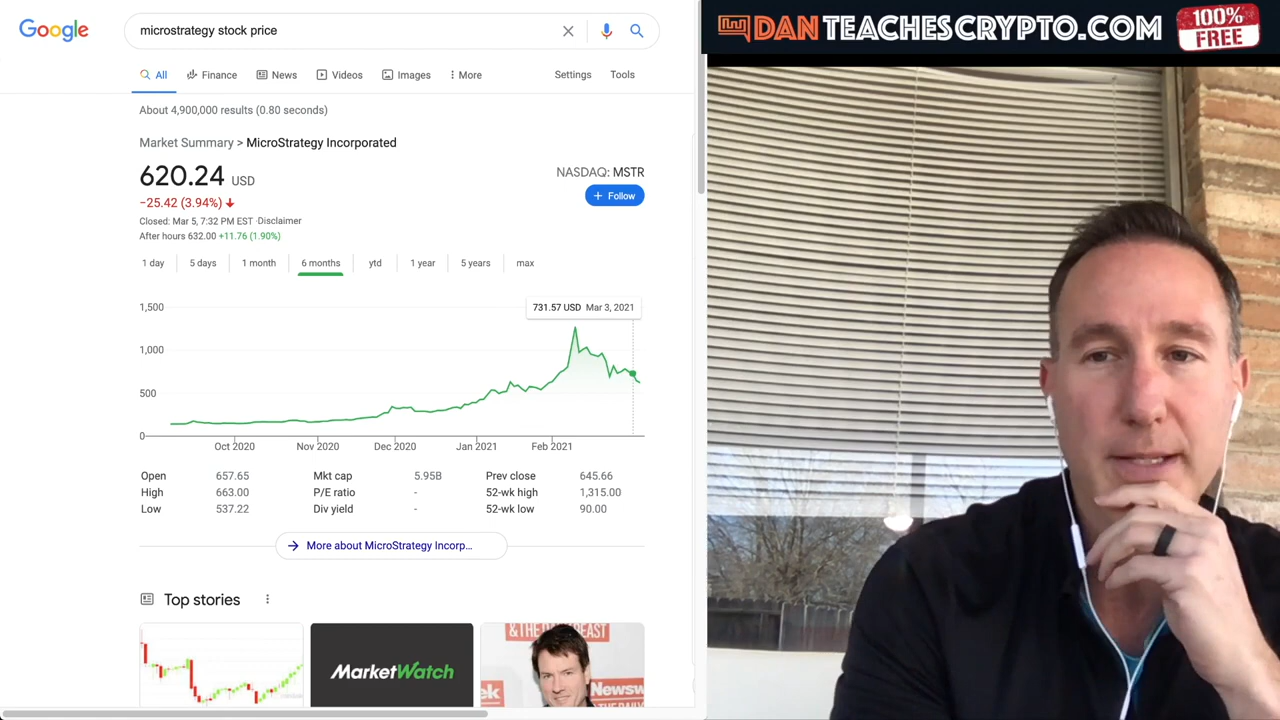 Google
microstrategy stock price
All Finance News Videos Images More Settings Tools
About 4,900,000 results (0.80 seconds)
Market Summary > MicroStrategy Incorporated
620.24 USD
NASDAQ: MSTR
−25.42 (3.94%)
+ Follow
Closed: Mar 5, 7:32 PM EST · Disclaimer
After hours 632.00 +11.76 (1.90%)
1 day 5 days 1 month 6 months ytd 1 year 5 years max
731.57 USD Mar 3, 2021
1,500
1,000
500
0
Oct 2020 Nov 2020 Dec 2020 Jan 2021 Feb 2021
Open 657.65 Mkt cap 5.95B Prev close 645.66
High 663.00 P/E ratio - 52-wk high 1,315.00
Low 537.22 Div yield - 52-wk low 90.00
→ More about MicroStrategy Incorp...
Top stories
MarketWatch
& THE DAILY BEAST
Newsw
DANTEACHESCRYPTO.COM
100%
FREE